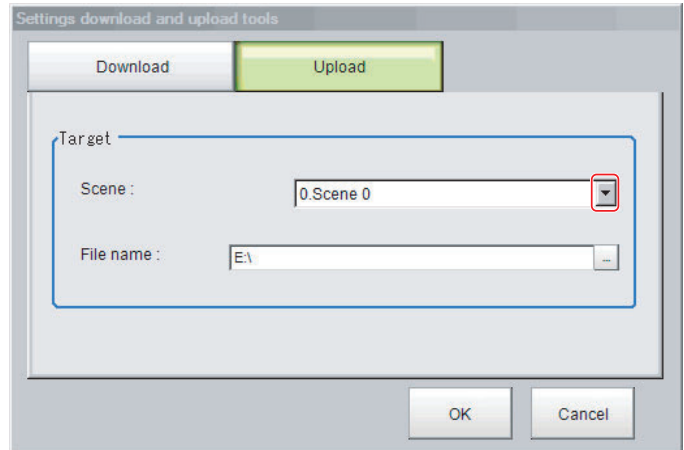 Settings download and upload tools
Download Upload
Target
Scene : 0.Scene 0
File name : E:\ ...
OK Cancel